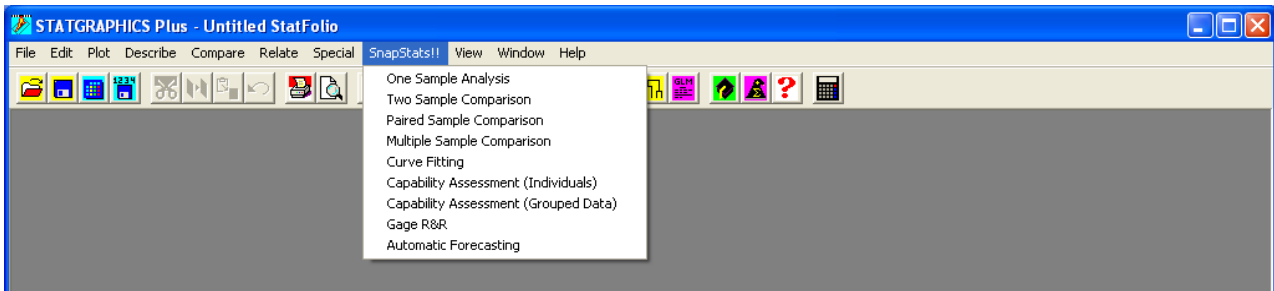 STATGRAPHICS Plus - Untitled StatFolio
File Edit Plot Describe Compare Relate Special SnapStats!! View Window Help
1234
GLM
?
One Sample Analysis
Two Sample Comparison
Paired Sample Comparison
Multiple Sample Comparison
Curve Fitting
Capability Assessment (Individuals)
Capability Assessment (Grouped Data)
Gage R&R
Automatic Forecasting